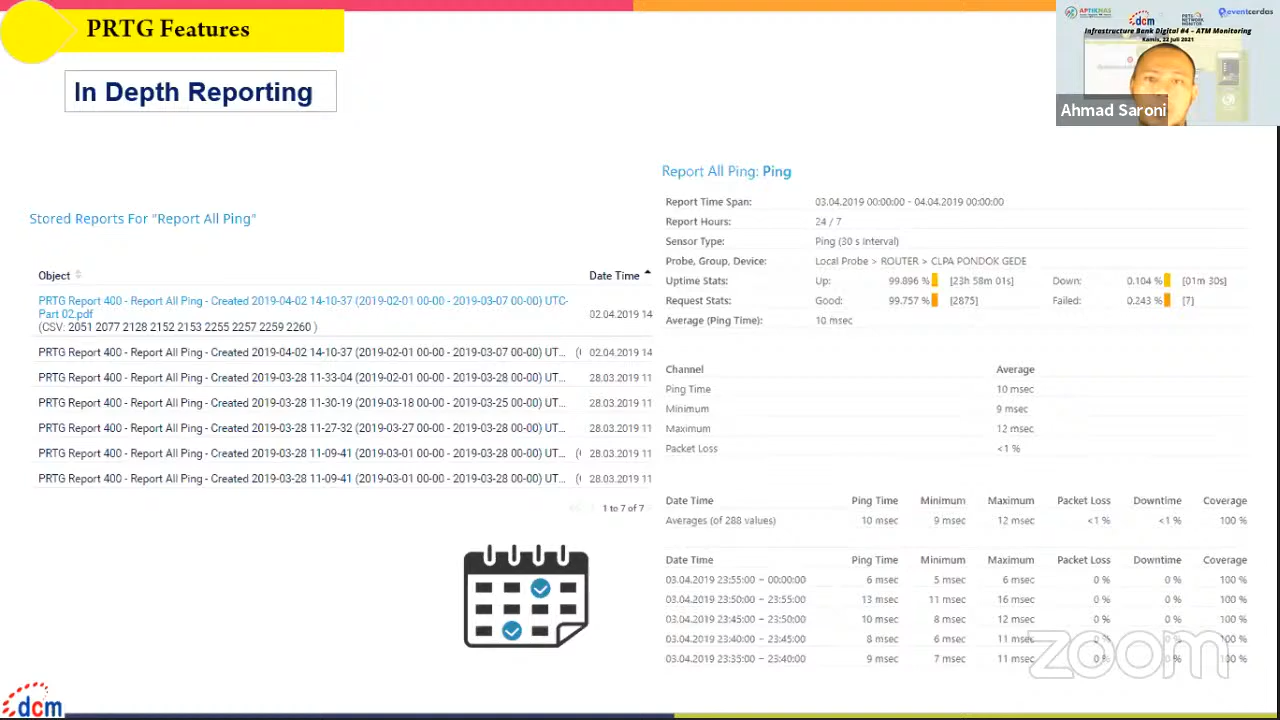 PRTG Features
In Depth Reporting
APTIKNAS
dcm
PRTG NETWORK MONITOR
eventcerdas
Infrastructure Bank Digital #4 - ATM Monitoring
Kamis, 22 Juli 2021
Ahmad Saroni
Stored Reports For "Report All Ping"
Object Date Time
PRTG Report 400 - Report All Ping - Created 2019-04-02 14-10-37 (2019-02-01 00-00 - 2019-03-07 00-00) UTC-
Part 02.pdf
(CSV: 2051 2077 2128 2152 2153 2255 2257 2259 2260 ) 02.04.2019 14
PRTG Report 400 - Report All Ping - Created 2019-04-02 14-10-37 (2019-02-01 00-00 - 2019-03-07 00-00) UT... ( 02.04.2019 14
PRTG Report 400 - Report All Ping - Created 2019-03-28 11-33-04 (2019-02-01 00-00 - 2019-03-28 00-00) UT... 28.03.2019 11
PRTG Report 400 - Report All Ping - Created 2019-03-28 11-30-19 (2019-03-18 00-00 - 2019-03-25 00-00) UT... 28.03.2019 11
PRTG Report 400 - Report All Ping - Created 2019-03-28 11-27-32 (2019-03-27 00-00 - 2019-03-28 00-00) UT... 28.03.2019 11
PRTG Report 400 - Report All Ping - Created 2019-03-28 11-09-41 (2019-03-01 00-00 - 2019-03-28 00-00) UT... ( 28.03.2019 11
PRTG Report 400 - Report All Ping - Created 2019-03-28 11-09-41 (2019-03-01 00-00 - 2019-03-28 00-00) UT... ( 28.03.2019 11
1 to 7 of 7
Report All Ping: Ping
Report Time Span: 03.04.2019 00:00:00 - 04.04.2019 00:00:00
Report Hours: 24 / 7
Sensor Type: Ping (30 s Interval)
Probe, Group, Device: Local Probe > ROUTER > CLPA PONDOK GEDE
Uptime Stats: Up: 99.896 % [23h 58m 01s] Down: 0.104 % [01m 30s]
Request Stats: Good: 99.757 % [2875] Failed: 0.243 % [7]
Average (Ping Time): 10 msec
Channel Average
Ping Time 10 msec
Minimum 9 msec
Maximum 12 msec
Packet Loss <1 %
Date Time Ping Time Minimum Maximum Packet Loss Downtime Coverage
Averages (of 288 values) 10 msec 9 msec 12 msec <1 % <1 % 100 %
Date Time Ping Time Minimum Maximum Packet Loss Downtime Coverage
03.04.2019 23:55:00 - 00:00:00 6 msec 5 msec 6 msec 0 % 0 % 100 %
03.04.2019 23:50:00 - 23:55:00 13 msec 11 msec 16 msec 0 % 0 % 100 %
03.04.2019 23:45:00 - 23:50:00 10 msec 8 msec 12 msec 0 % 0 % 100 %
03.04.2019 23:40:00 - 23:45:00 8 msec 6 msec 11 msec 0 % 0 % 100 %
03.04.2019 23:35:00 - 23:40:00 9 msec 7 msec 11 msec 0 % 0 % 100 %
zoom
dcm